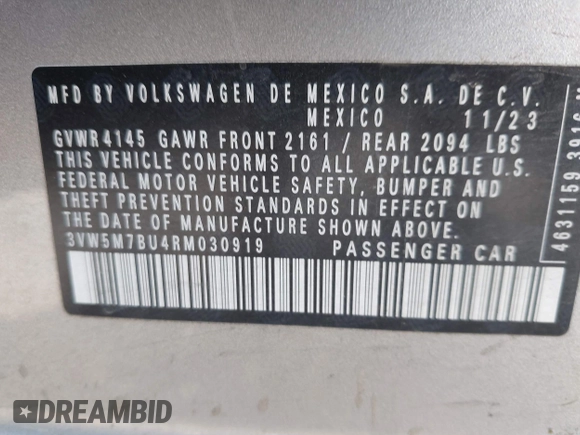 MFD BY VOLKSWAGEN DE MEXICO S.A. DE C.V.
MEXICO 11/23
GVWR4145 GAWR FRONT 2161 / REAR 2094 LBS
THIS VEHICLE CONFORMS TO ALL APPLICABLE U.S.
FEDERAL MOTOR VEHICLE SAFETY, BUMPER AND
THEFT PREVENTION STANDARDS IN EFFECT ON
THE DATE OF MANUFACTURE SHOWN ABOVE.
3VW5M7BU4RM030919 PASSENGER CAR
4631159
DREAMBID